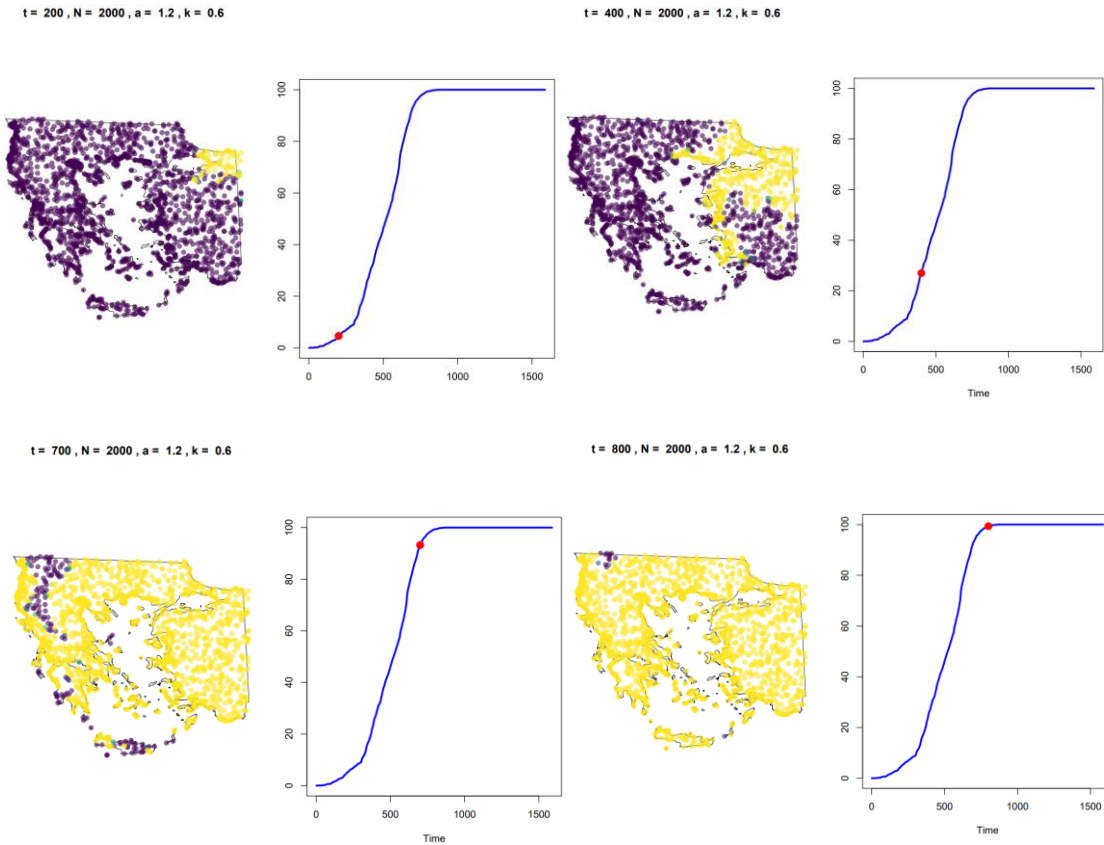 t = 200 , N = 2000 , a = 1.2 , k = 0.6
t = 400 , N = 2000 , a = 1.2 , k = 0.6
100
80
60
40
20
0
0 500 1000 1500
100
80
60
40
20
0
0 500 1000 1500
Time
t = 700 , N = 2000 , a = 1.2 , k = 0.6
t = 800 , N = 2000 , a = 1.2 , k = 0.6
100
80
60
40
20
0
0 500 1000 1500
Time
100
80
60
40
20
0
0 500 1000 1500
Time